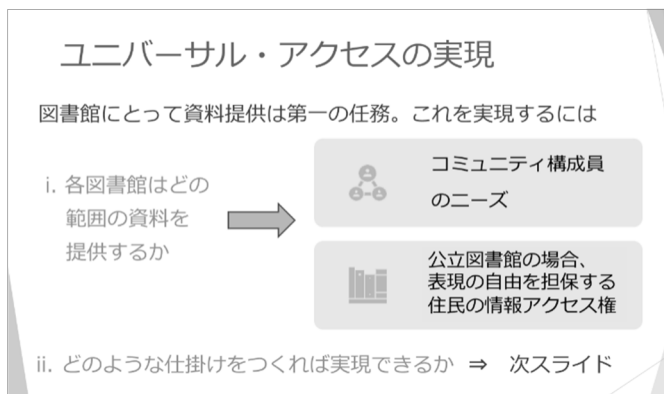 ユニバーサル・アクセスの実現
図書館にとって資料提供は第一の任務。これを実現するには
i. 各図書館はどの
範囲の資料を
提供するか
コミュニティ構成員
のニーズ
公立図書館の場合、
表現の自由を担保する
住民の情報アクセス権
ii. どのような仕掛けをつくれば実現できるか ⇒ 次スライド